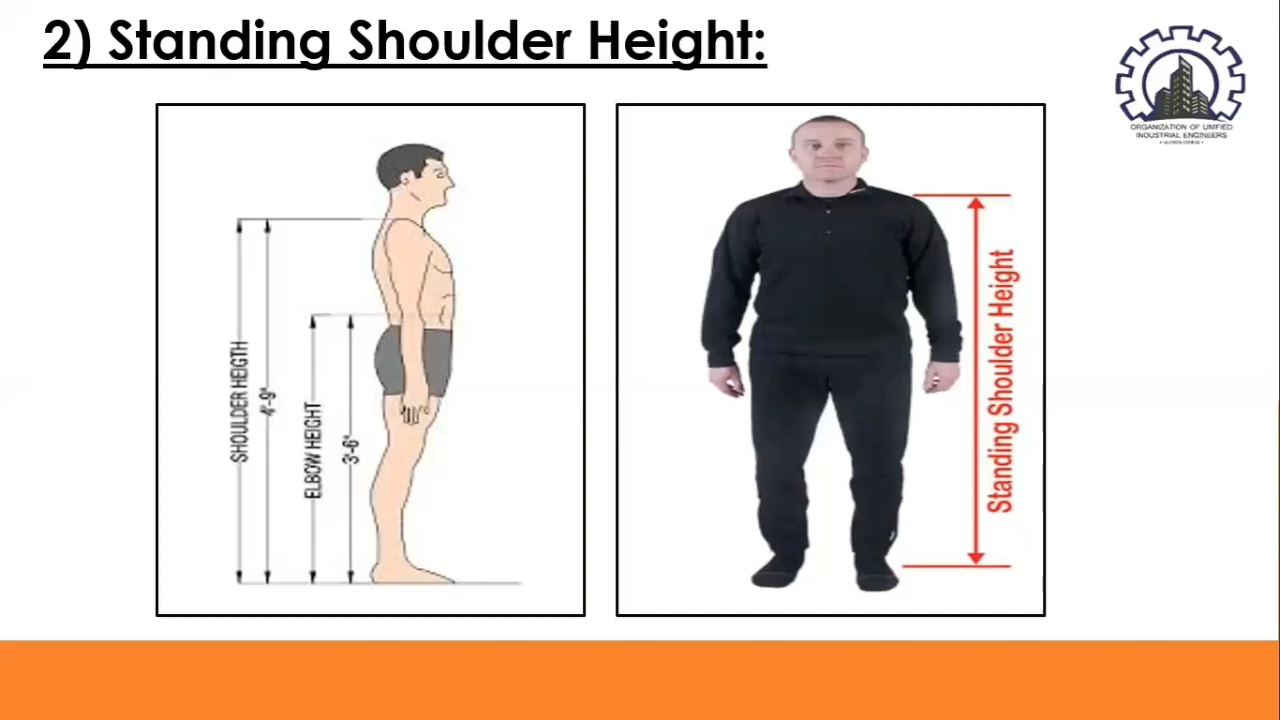 2) Standing Shoulder Height:
ORGANIZATION OF UNIFIED
INDUSTRIAL ENGINEERS
SHOULDER HEIGTH
4'-9"
ELBOW HEIGHT
3'-6"
Standing Shoulder Height